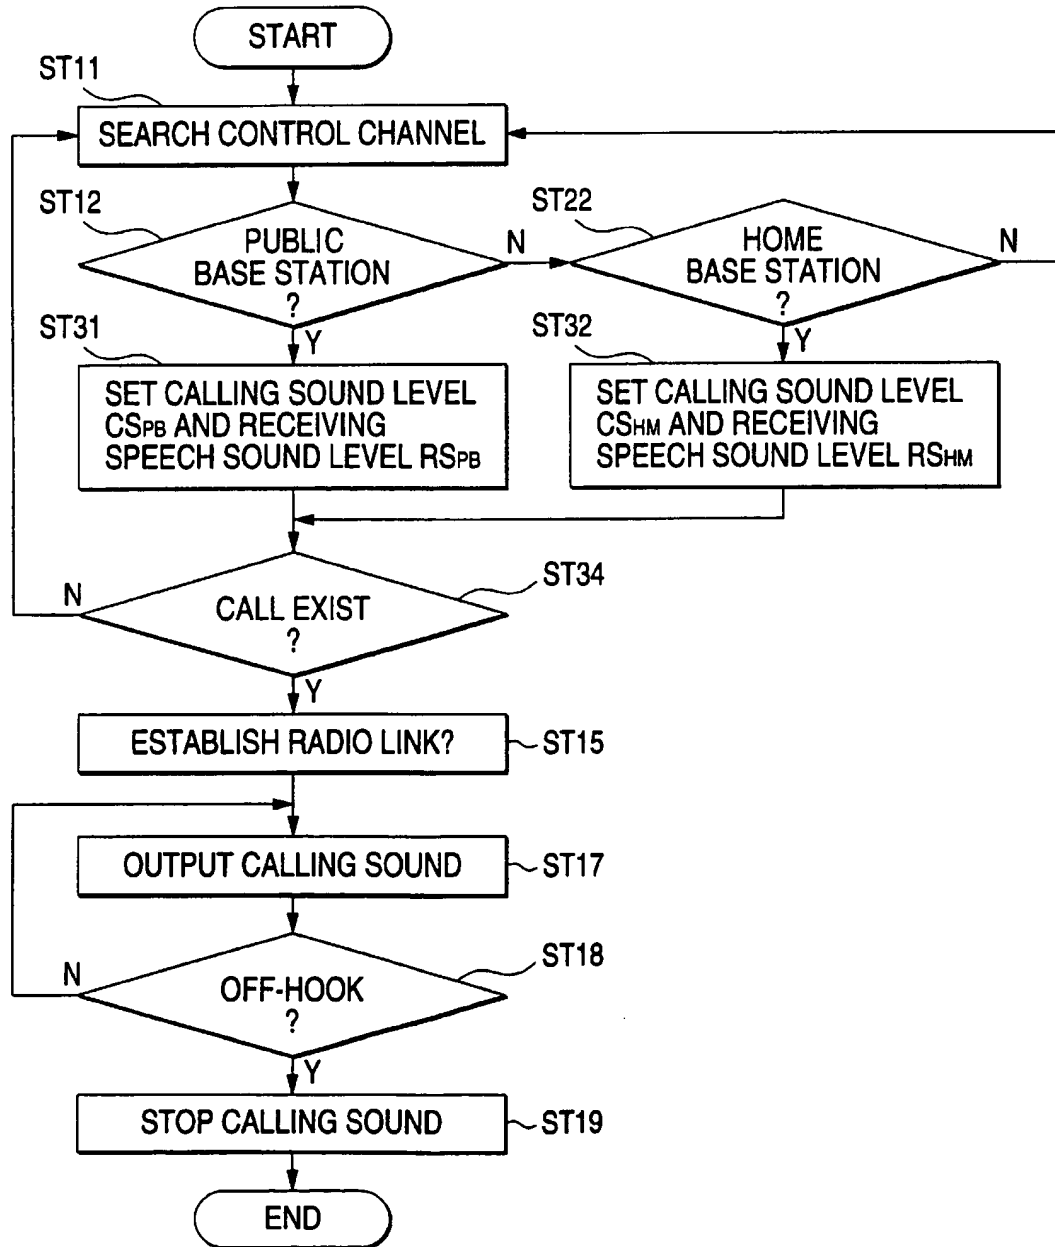 START
ST11
SEARCH CONTROL CHANNEL
ST12
PUBLIC
BASE STATION
?
N
Y
ST22
HOME
BASE STATION
?
N
Y
ST31
SET CALLING SOUND LEVEL
CSPB AND RECEIVING
SPEECH SOUND LEVEL RSPB
ST32
SET CALLING SOUND LEVEL
CSHM AND RECEIVING
SPEECH SOUND LEVEL RSHM
ST34
N
CALL EXIST
?
Y
ESTABLISH RADIO LINK?
ST15
OUTPUT CALLING SOUND
ST17
ST18
N
OFF-HOOK
?
Y
STOP CALLING SOUND
ST19
END